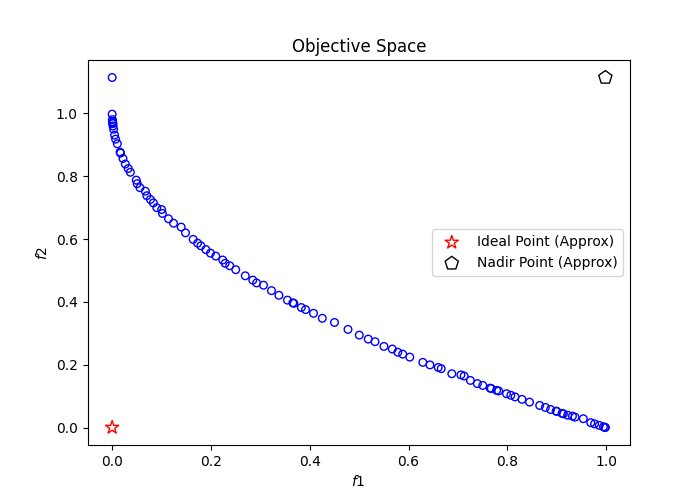 Objective Space
f2
1.0
0.8
0.6
0.4
0.2
0.0
Ideal Point (Approx)
Nadir Point (Approx)
0.0 0.2 0.4 0.6 0.8 1.0
f1